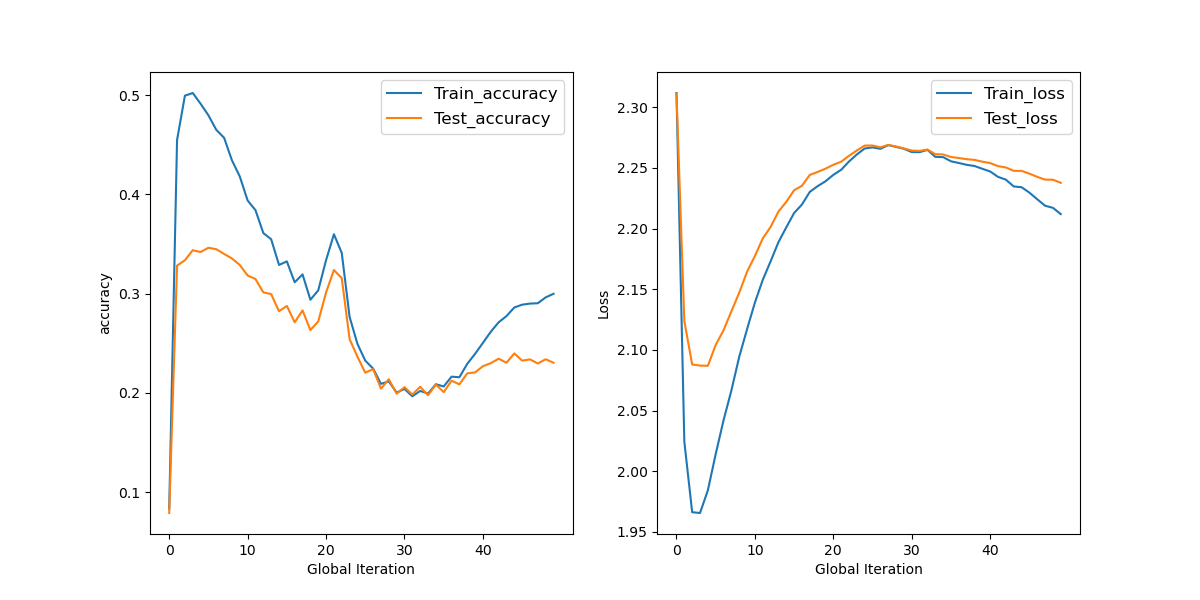 0.5
0.4
0.3
0.2
0.1
accuracy
0 10 20 30 40
Global Iteration
Train_accuracy
Test_accuracy
2.30
2.25
2.20
2.15
2.10
2.05
2.00
1.95
Loss
0 10 20 30 40
Global Iteration
Train_loss
Test_loss